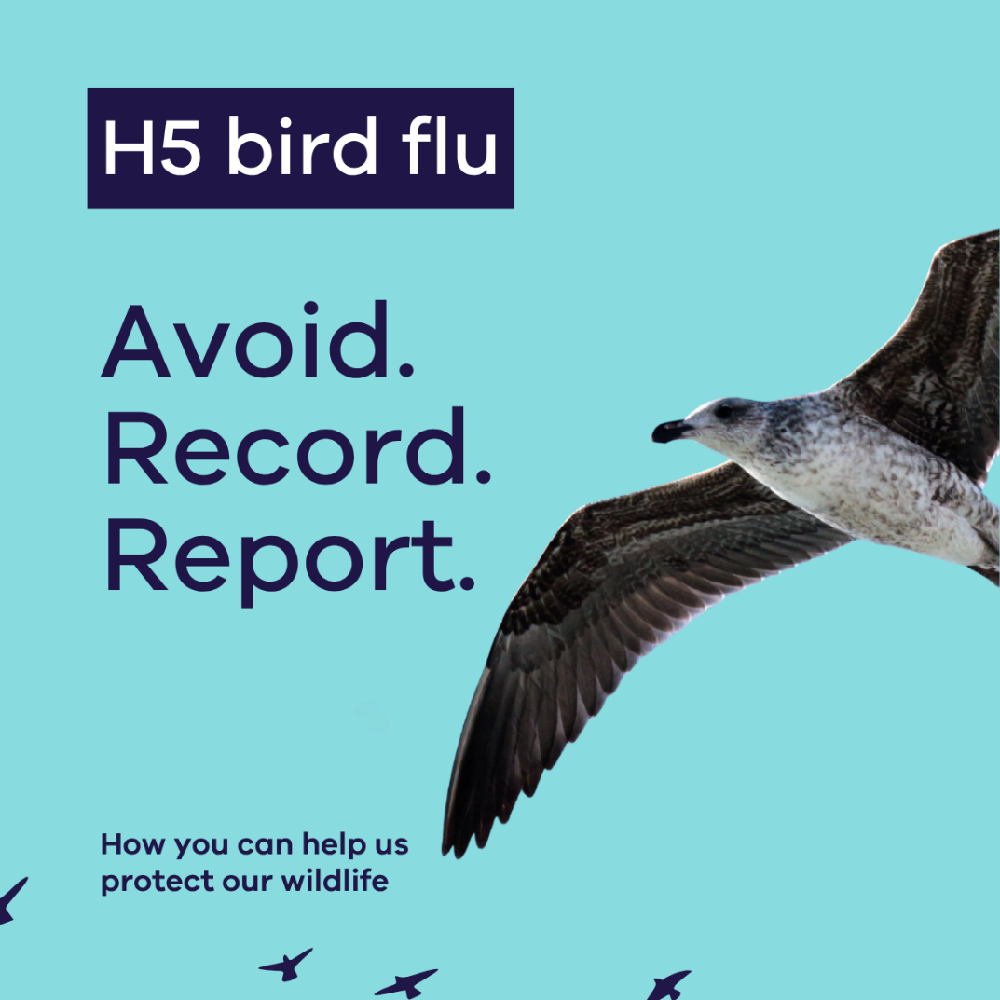 H5 bird flu
Avoid.
Record.
Report.
How you can help us
protect our wildlife